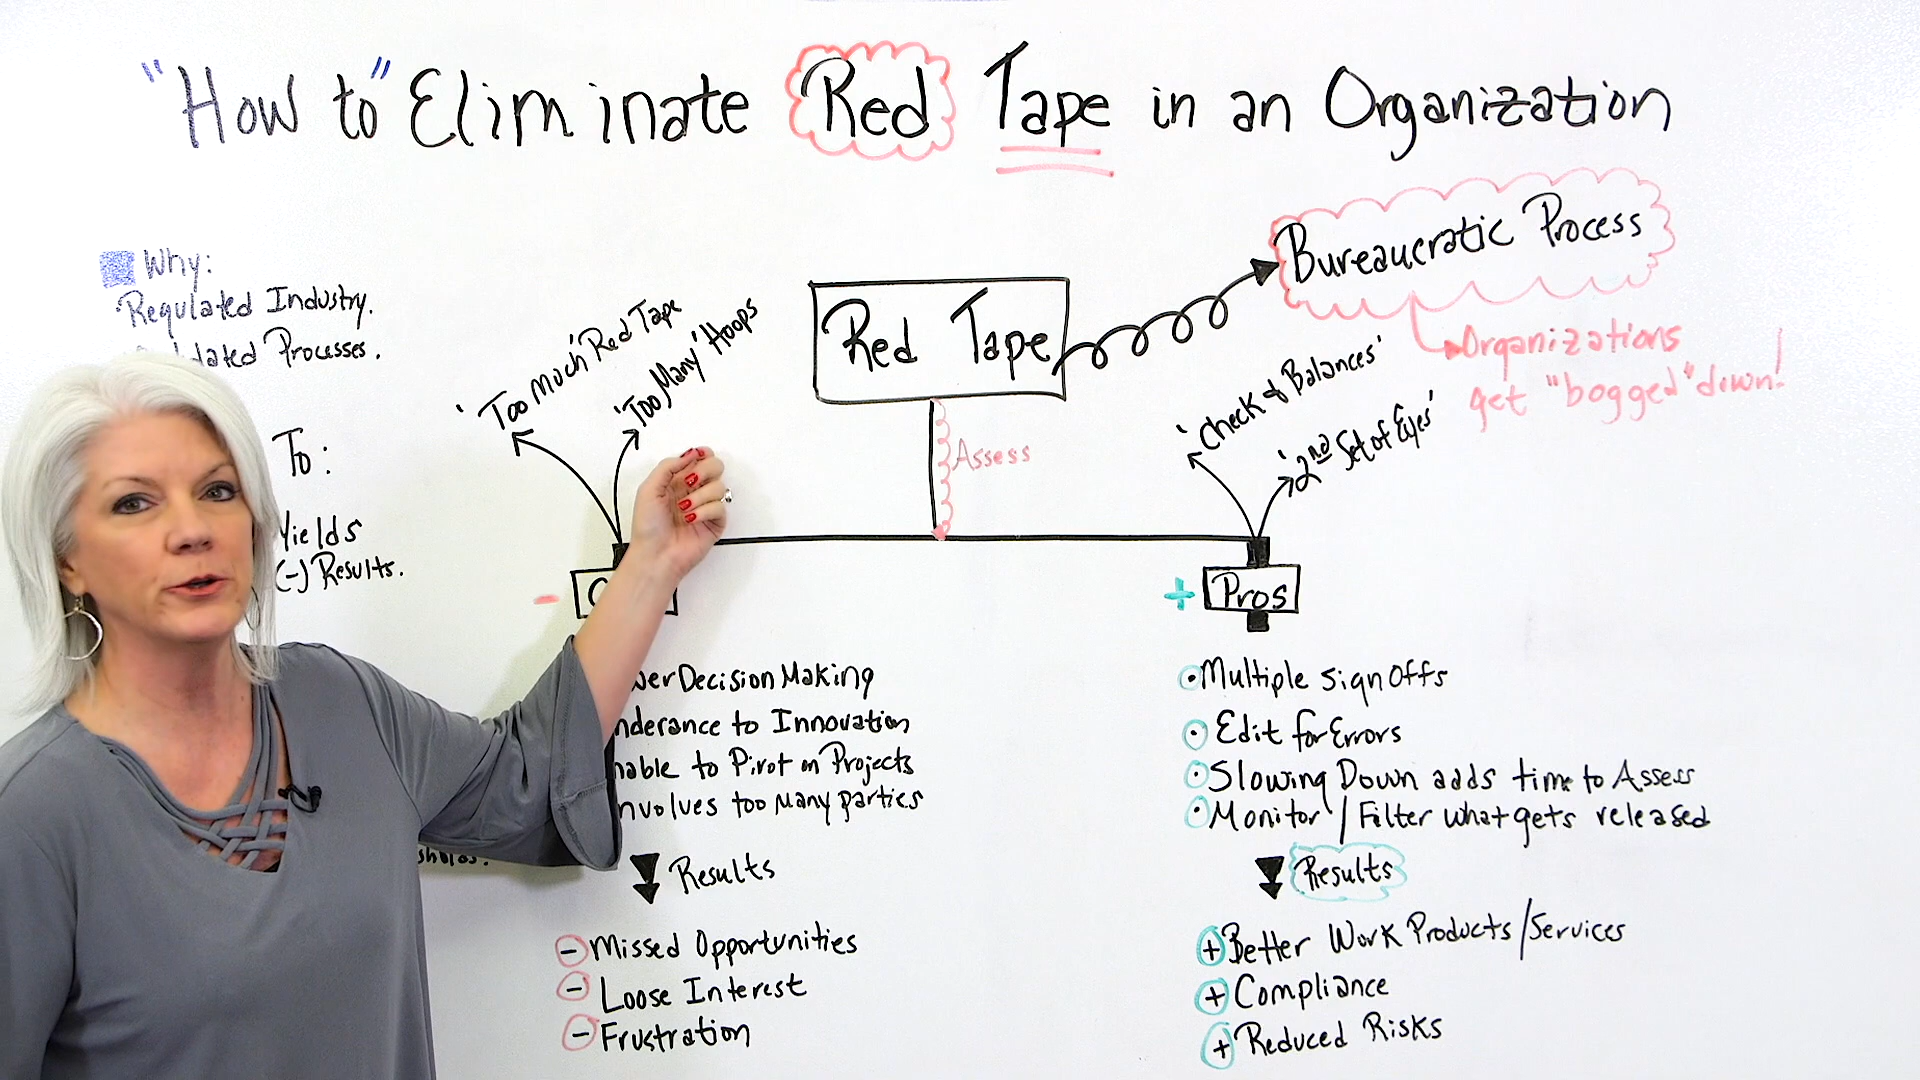 "How to" Eliminate Red Tape in an Organization
Why:
Regulated Industry.
Processes.
To:
Yields
(-) Results.
'Too Much' Red Tape
'Too Many' Hoops
Red Tape
Assess
Bureaucratic Process
Organizations
get "bogged" down!
'Check & Balances'
'2nd Set of Eyes'
-
+ Pros
Decision Making
to Innovation
to Pivot on Projects
too Many parties
Results
- Missed Opportunities
- Loose Interest
- Frustration
• Multiple Sign Offs
• Edit for Errors
• Slowing Down adds time to Assess
• Monitor / Filter what gets released
Results
+ Better Work Products/Services
+ Compliance
+ Reduced Risks